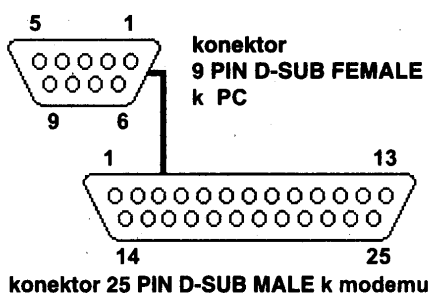 5 1
konektor
9 PIN D-SUB FEMALE
k PC
9 6
1 13
14 25
konektor 25 PIN D-SUB MALE k modemu